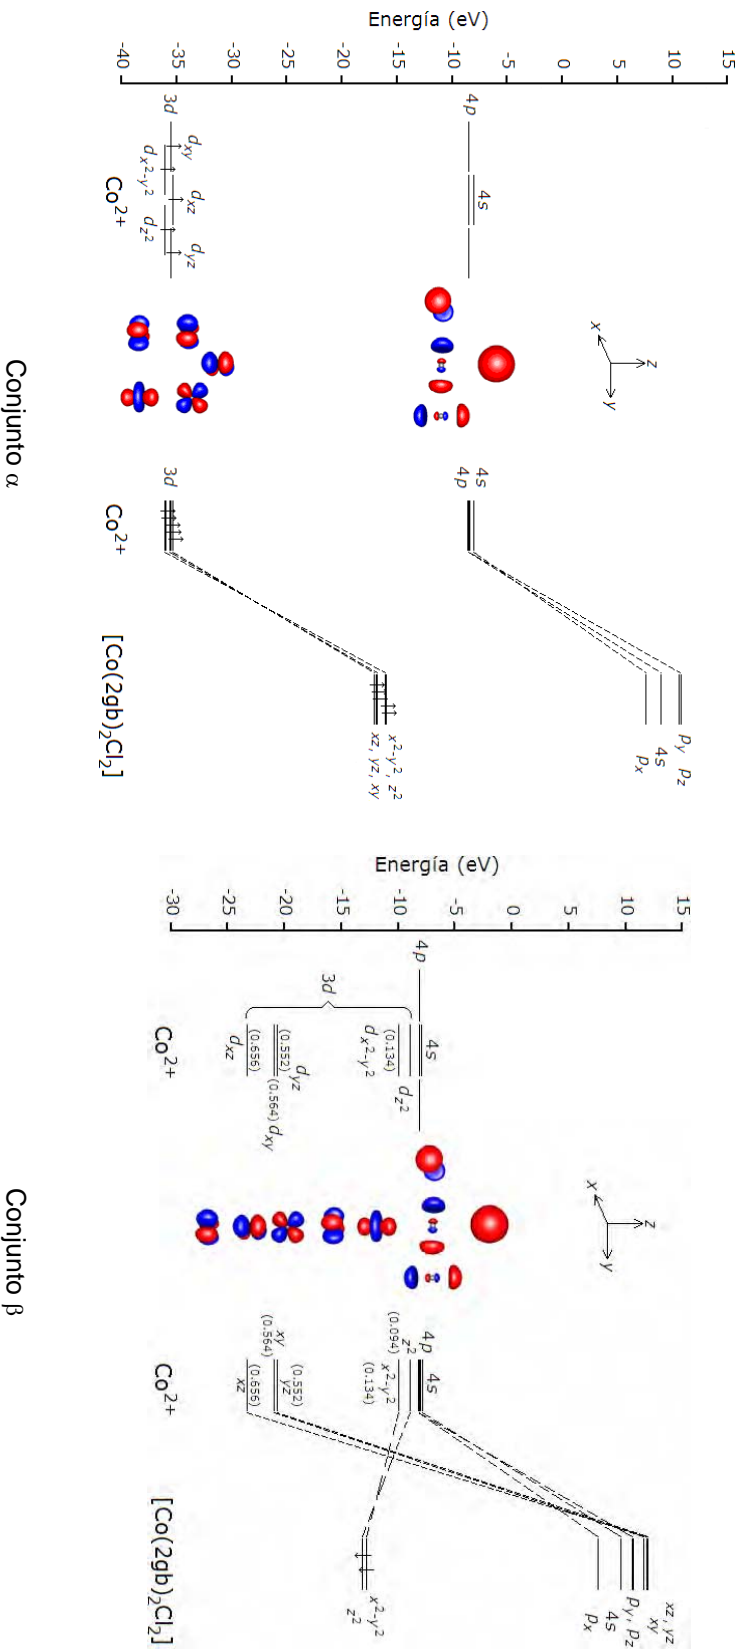 Energía (eV)
-40 -35 -30 -25 -20 -15 -10 -5 0 5 10 15
4p
4s
3d
d_xy
d_x²-y²
d_xz
d_z²
d_yz
Co²⁺
z
x
y
4s
4p
3d
Co²⁺
p_y p_z
4s
p_x
x²-y², z²
xz, yz, xy
[Co(2gb)₂Cl₂]
Conjunto α
Energía (eV)
-30 -25 -20 -15 -10 -5 0 5 10 15
4p
4s
3d
d_z²
d_x²-y²
(0.134)
d_yz
(0.552)
(0.564) d_xy
(0.656)
d_xz
Co²⁺
z
x
y
4p
4s
z²
(0.094)
x²-y²
(0.134)
xy
(0.564)
(0.552)
yz
(0.656)
xz
Co²⁺
xz, yz
xy
p_y, p_z
4s
p_x
x²-y²
z²
[Co(2gb)₂Cl₂]
Conjunto β